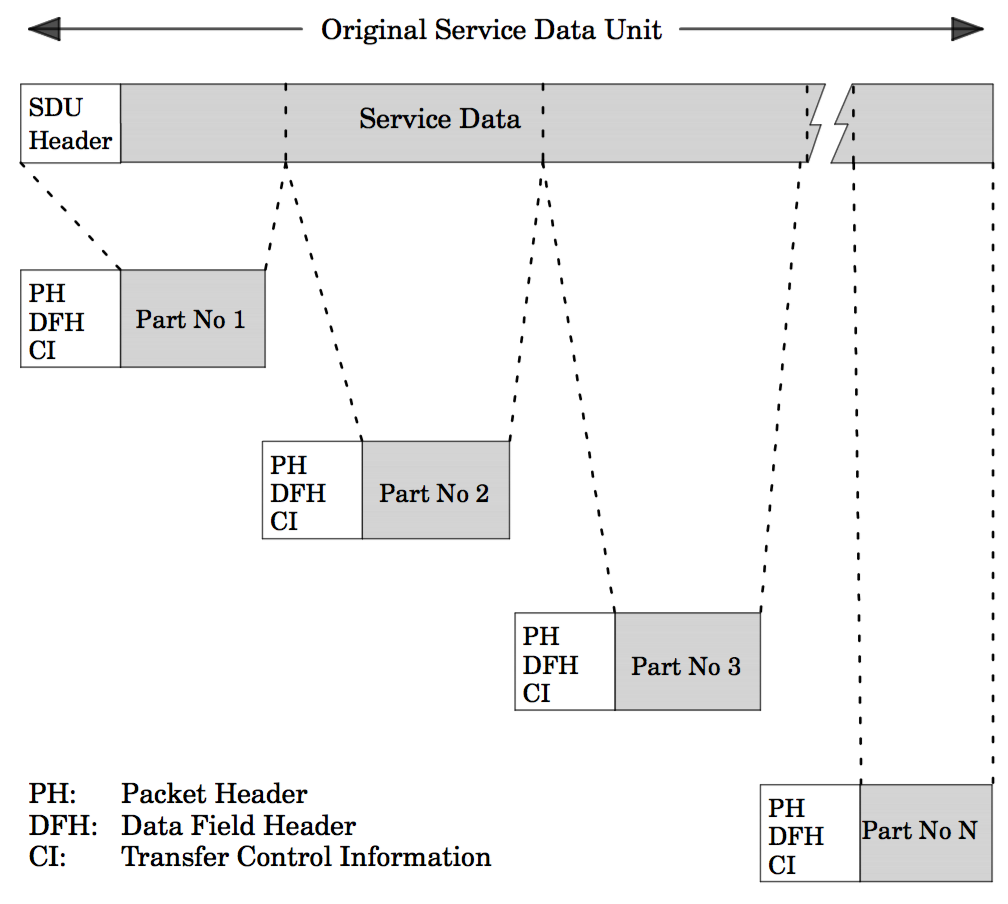 Original Service Data Unit
SDU
Header
Service Data
PH
DFH
CI
Part No 1
PH
DFH
CI
Part No 2
PH
DFH
CI
Part No 3
PH
DFH
CI
Part No N
PH: Packet Header
DFH: Data Field Header
CI: Transfer Control Information